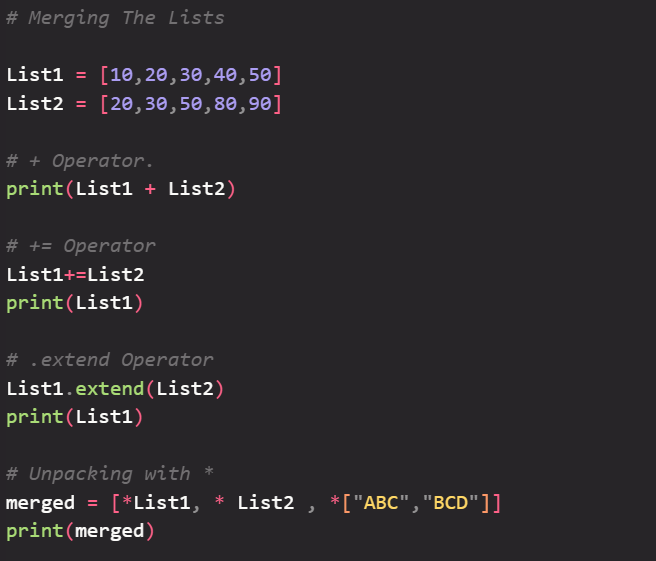 # Merging The Lists
List1 = [10,20,30,40,50]
List2 = [20,30,50,80,90]
# + Operator.
print(List1 + List2)
# += Operator
List1+=List2
print(List1)
# .extend Operator
List1.extend(List2)
print(List1)
# Unpacking with *
merged = [*List1, * List2 , *["ABC","BCD"]]
print(merged)